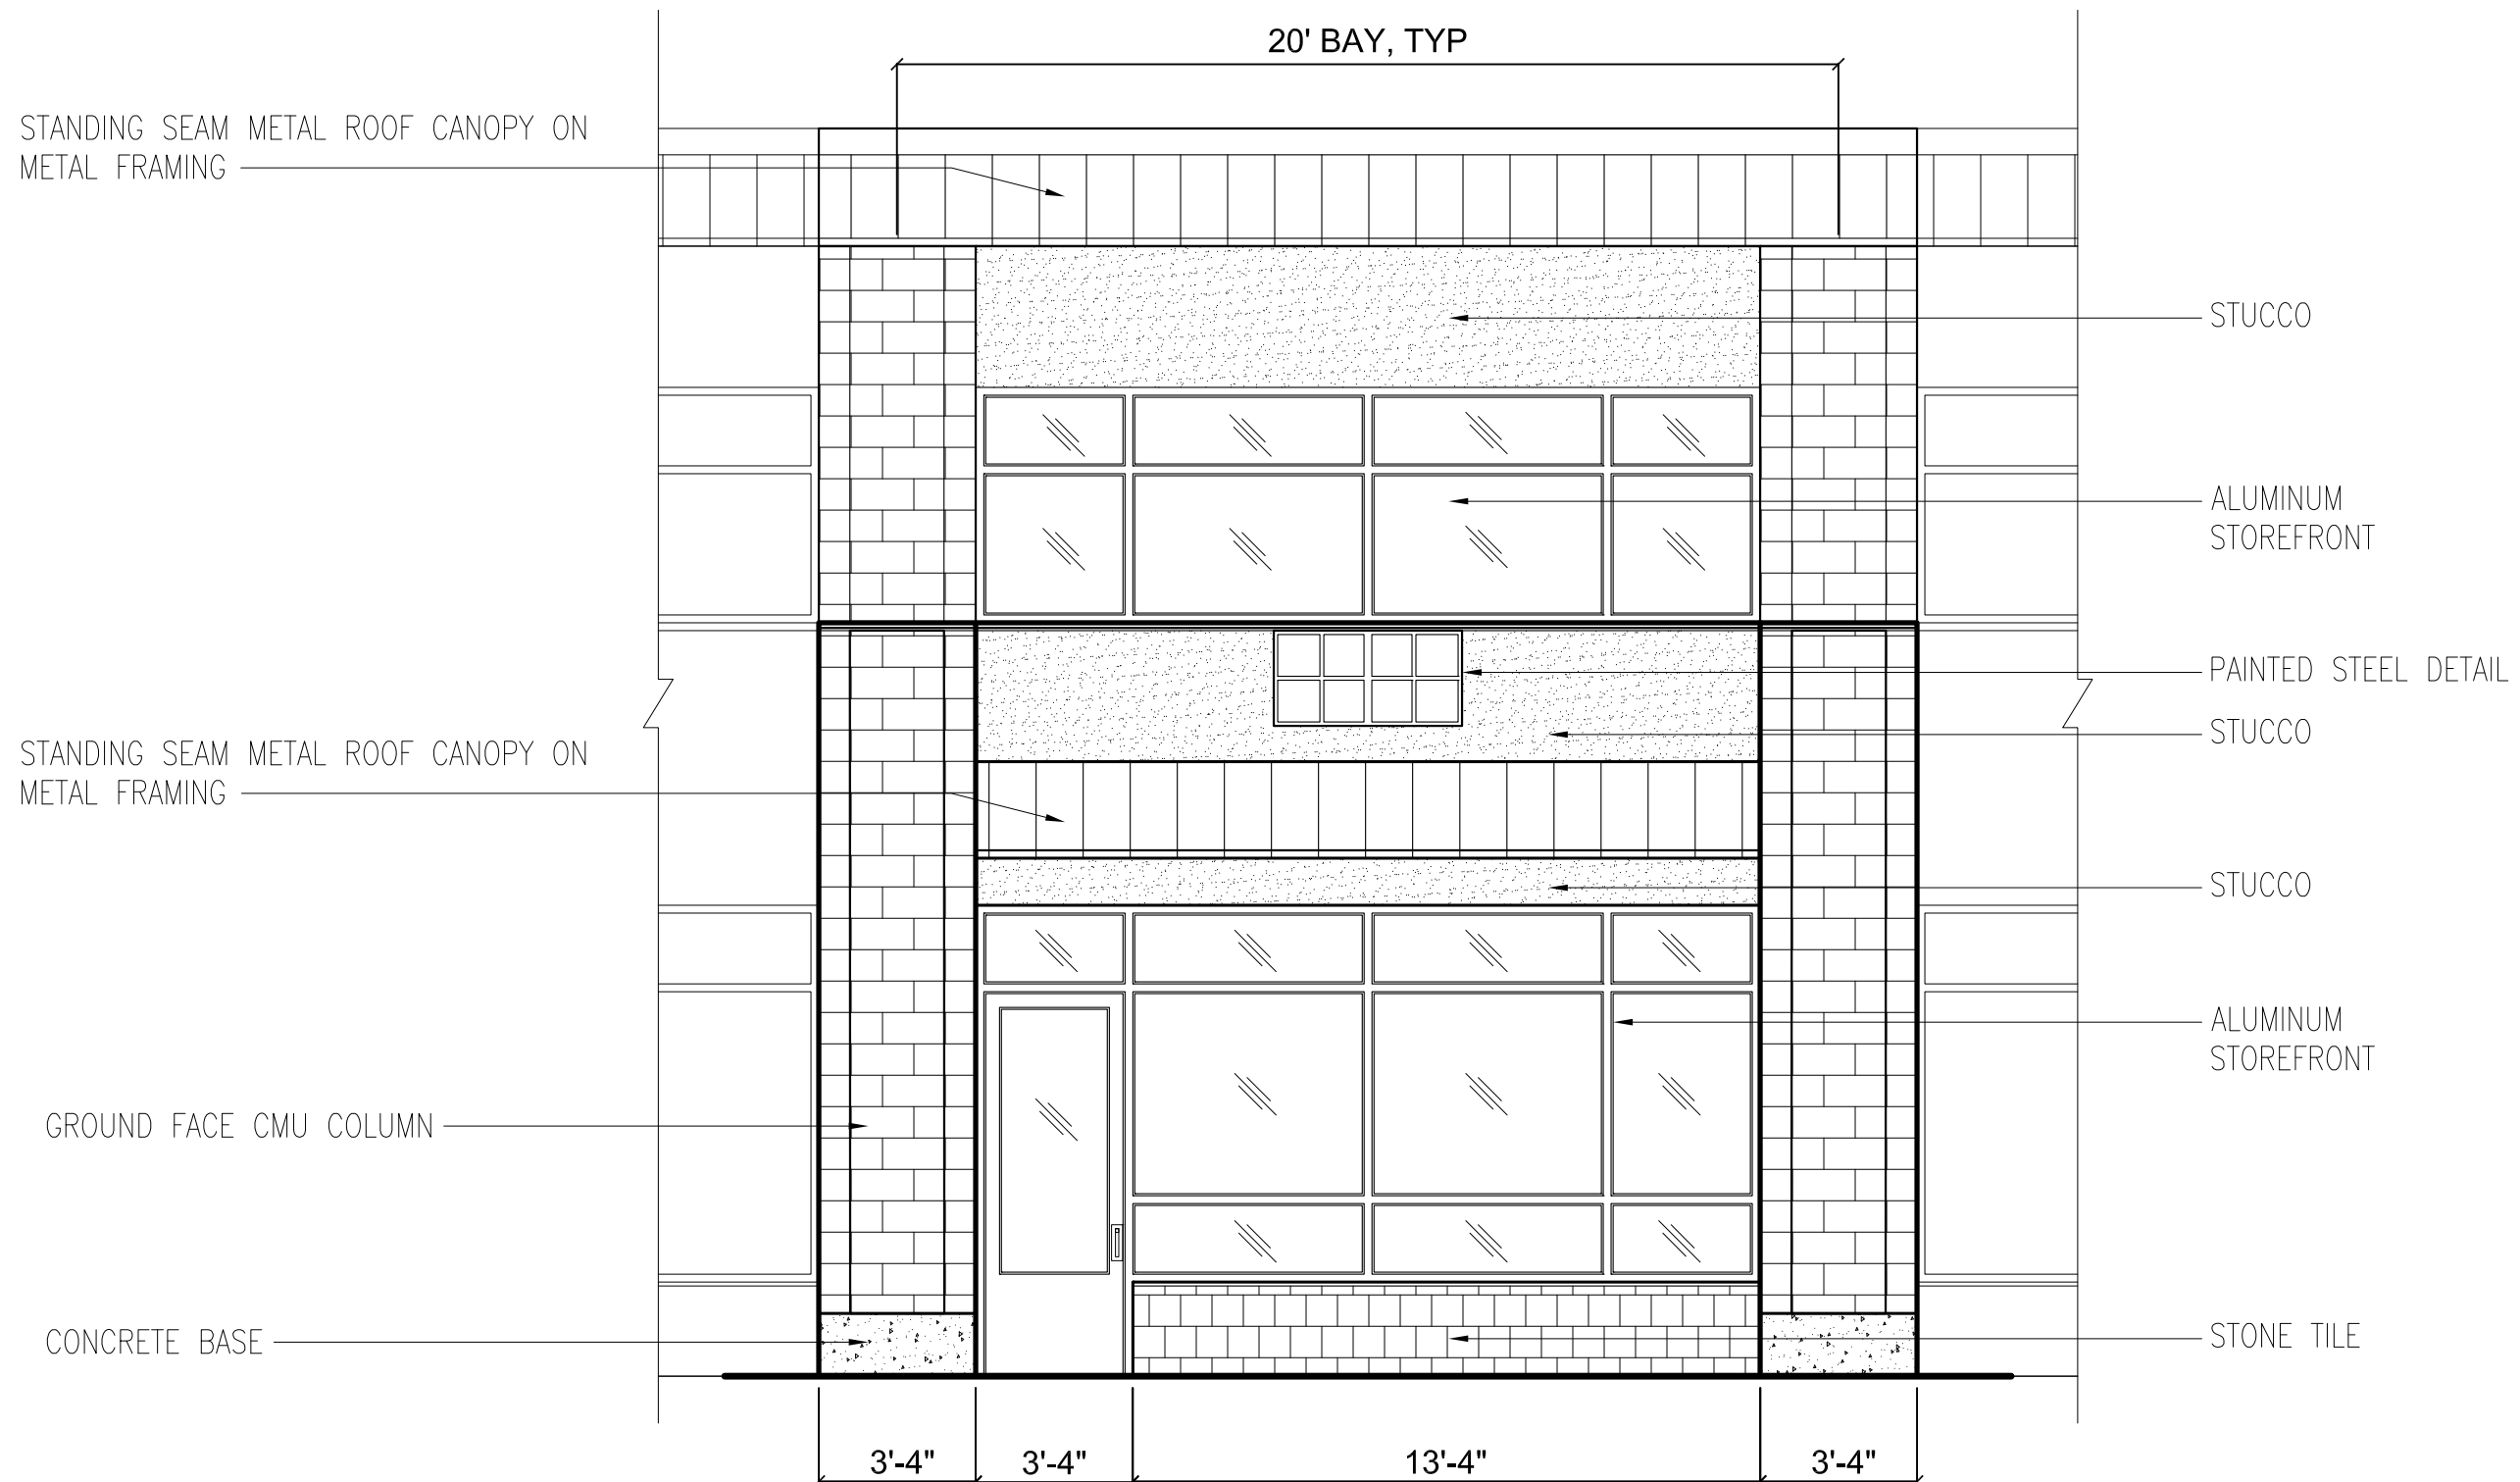 20' BAY, TYP
STANDING SEAM METAL ROOF CANOPY ON
METAL FRAMING
STUCCO
ALUMINUM
STOREFRONT
PAINTED STEEL DETAIL
STUCCO
STANDING SEAM METAL ROOF CANOPY ON
METAL FRAMING
STUCCO
ALUMINUM
STOREFRONT
GROUND FACE CMU COLUMN
CONCRETE BASE
STONE TILE
3'-4"
3'-4"
13'-4"
3'-4"